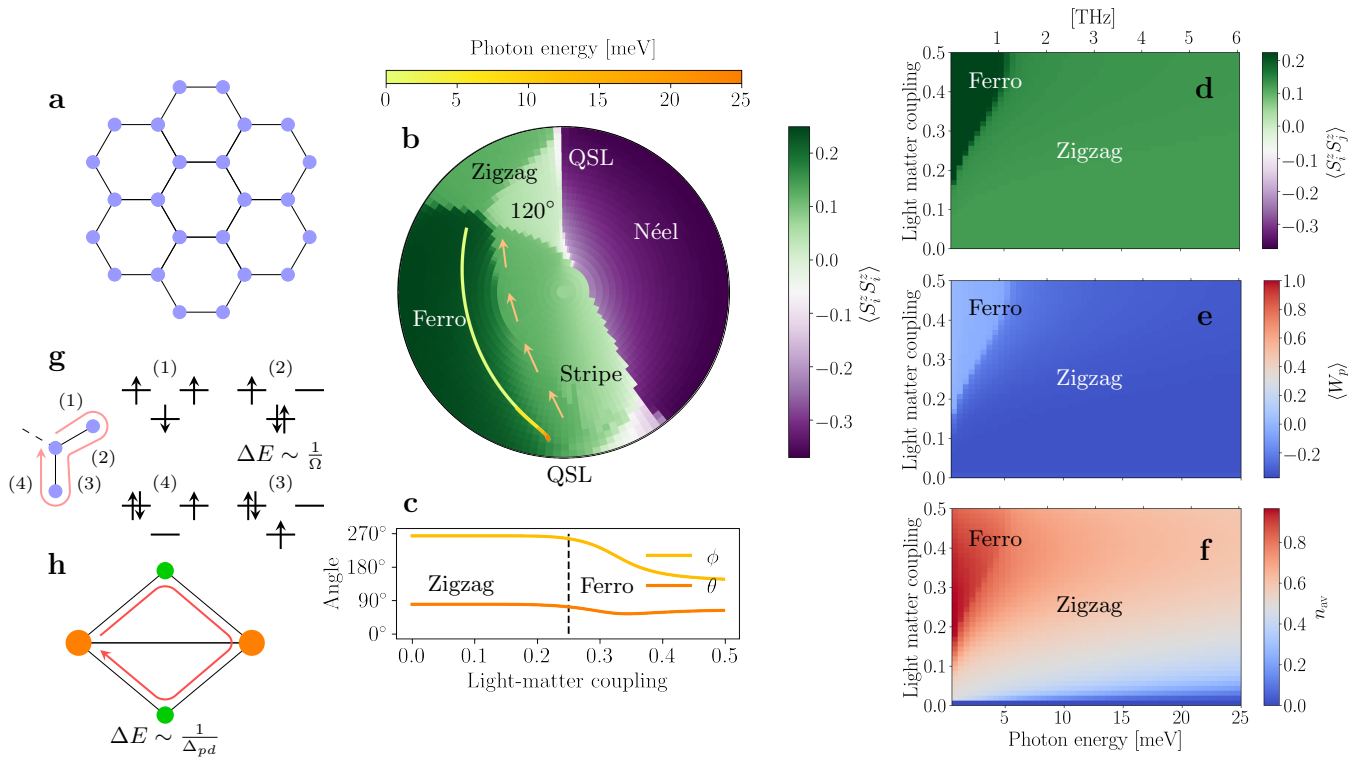 a
Photon energy [meV]
0 5 10 15 20 25
b
QSL
Zigzag
120°
Néel
Ferro
Stripe
QSL
0.2
0.1
0.0
−0.1
−0.2
−0.3
⟨S_i^z S_i^z⟩
c
270°
180°
90°
0°
Angle
Zigzag
Ferro
ϕ
θ
0.0 0.1 0.2 0.3 0.4 0.5
Light-matter coupling
[THz]
1 2 3 4 5 6
d
Ferro
Zigzag
Light matter coupling
0.5
0.4
0.3
0.2
0.1
0.0
0.2
0.1
0.0
−0.1
−0.2
−0.3
⟨S_i^z S_j^z⟩
e
Ferro
Zigzag
Light matter coupling
0.5
0.4
0.3
0.2
0.1
0.0
1.0
0.8
0.6
0.4
0.2
0.0
−0.2
⟨W_p⟩
f
Ferro
Zigzag
Light matter coupling
0.5
0.4
0.3
0.2
0.1
0.0
5 10 15 20 25
Photon energy [meV]
0.8
0.6
0.4
0.2
0.0
n_av
g
(1)
(2)
(3)
(4)
(1) (2)
ΔE ∼ 1/Ω
(4) (3)
h
ΔE ∼ 1/Δ_pd